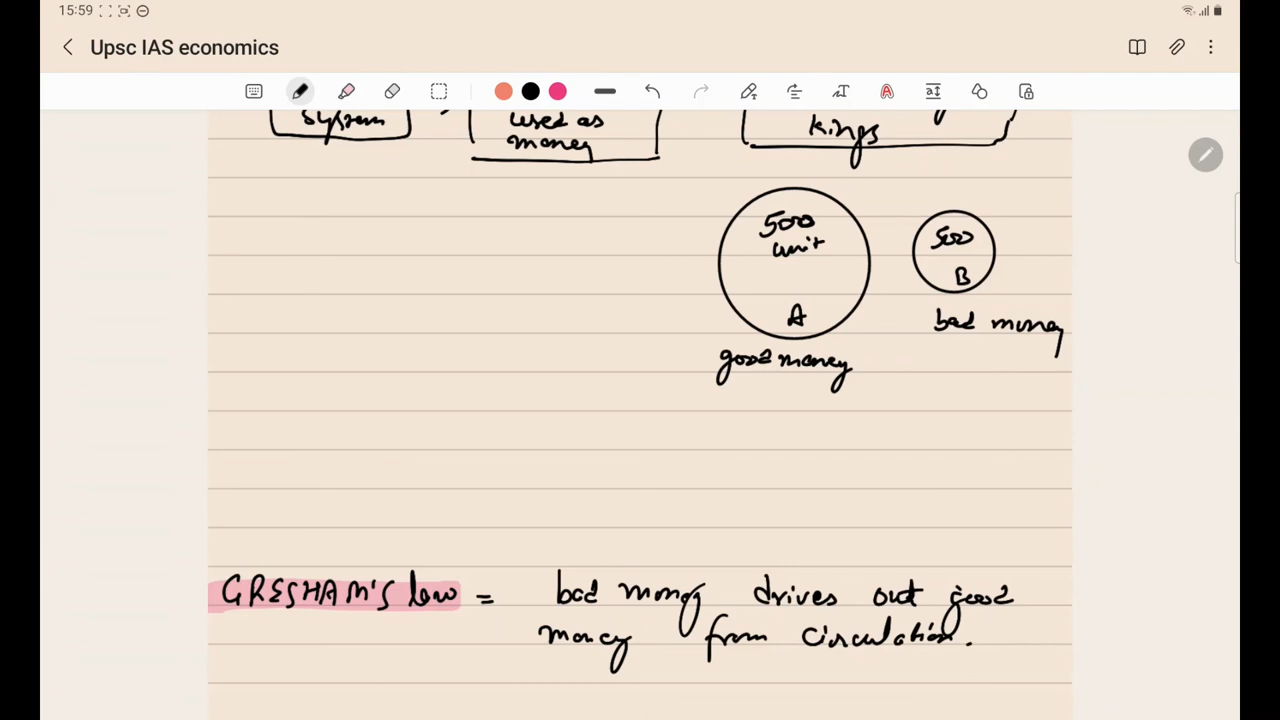 15:59
Upsc IAS economics
System
used as
money
kings
500
unit
A
good money
500
B
bad money
GRESHAM'S law = bad money drives out good
money from circulation.